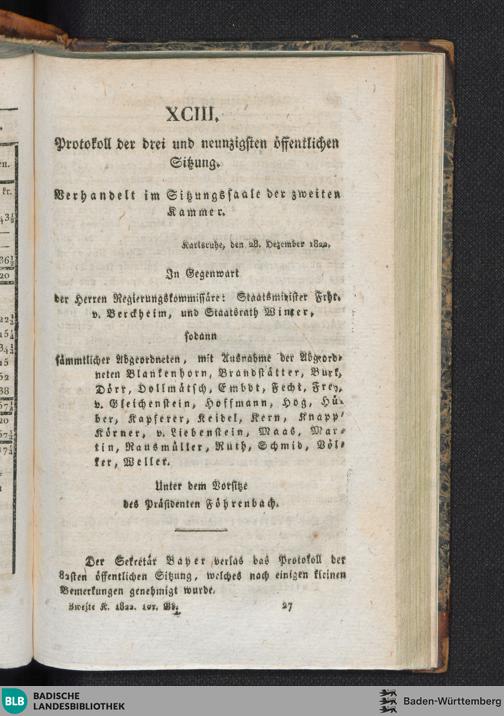 XCIII.
Protokoll der drei und neunzigsten öffentlichen
Sitzung.
Verhandelt im Sitzungssaale der zweiten
Kammer.
Karlsruhe, den 28. Dezember 1822.
In Gegenwart
der Herren Regierungskommissäre: Staatsminister Frhr.
v. Berckheim, und Staatsrath Winter,
sodann
sämmtlicher Abgeordneten, mit Ausnahme der Abgeord-
neten Blankenhorn, Brandstätter, Burk,
Dörr, Dollmätsch, Embdt, Fecht, Frey,
v. Gleichenstein, Hoffmann, Hog, Hü-
ber, Kapferer, Keidel, Kern, Knapp,
Körner, v. Liebenstein, Maas, Mar-
tin, Rausmüller, Ruth, Schmid, Völ-
ker, Weller.
Unter dem Vorsitze
des Präsidenten Föhrenbach.
Der Sekretär Bayer verlas das Protokoll der
öffentlichen Sitzung, welches nach einigen kleinen
Bemerkungen genehmigt wurde.
Zweite K. 1822. 10r. Bd. 27
BLB BADISCHE
LANDESBIBLIOTHEK
Baden-Württemberg